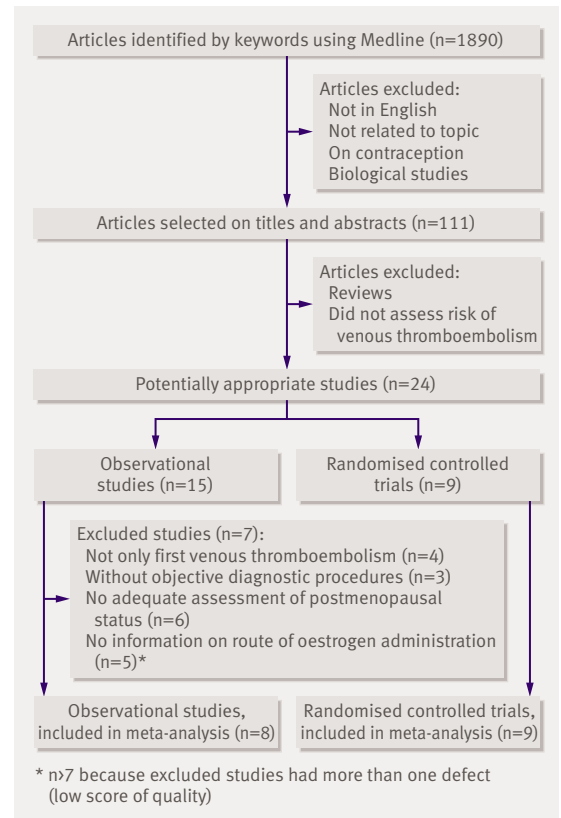 Articles identified by keywords using Medline (n=1890)
Articles excluded:
Not in English
Not related to topic
On contraception
Biological studies
Articles selected on titles and abstracts (n=111)
Articles excluded:
Reviews
Did not assess risk of
venous thromboembolism
Potentially appropriate studies (n=24)
Observational
studies (n=15)
Randomised controlled
trials (n=9)
Excluded studies (n=7):
Not only first venous thromboembolism (n=4)
Without objective diagnostic procedures (n=3)
No adequate assessment of postmenopausal
status (n=6)
No information on route of oestrogen administration
(n=5)*
Observational studies,
included in meta-analysis (n=8)
Randomised controlled trials,
included in meta-analysis (n=9)
* n>7 because excluded studies had more than one defect
(low score of quality)